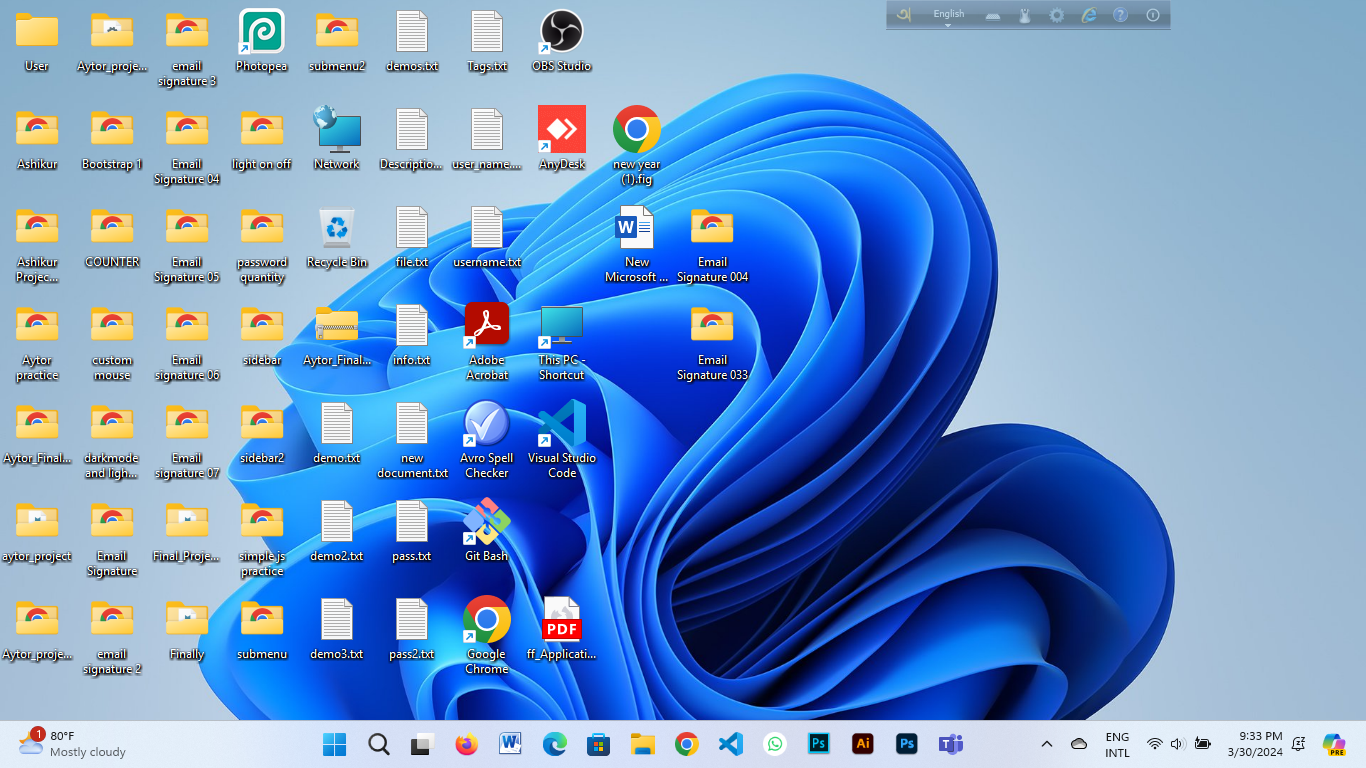 English
User
Aytor_proje...
email
signature 3
Photopea
submenu2
demos.txt
Tags.txt
OBS Studio
Ashikur
Bootstrap 1
Email
Signature 04
light on off
Network
Descriptio...
user_name....
AnyDesk
new year
(1).fig
Ashikur
Projec...
COUNTER
Email
Signature 05
password
quantity
Recycle Bin
file.txt
username.txt
New
Microsoft ...
Email
Signature 004
Aytor
practice
custom
mouse
Email
signature 06
sidebar
Aytor_Final...
info.txt
Adobe
Acrobat
This PC -
Shortcut
Email
Signature 033
Aytor_Final...
darkmode
and ligh...
Email
signature 07
sidebar2
demo.txt
new
document.txt
Avro Spell
Checker
Visual Studio
Code
aytor_project
Email
Signature
Final_Proje...
simple js
practice
demo2.txt
pass.txt
Git Bash
Aytor_proje...
email
signature 2
Finally
submenu
demo3.txt
pass2.txt
Google
Chrome
PDF
ff_Applicati...
1
80°F
Mostly cloudy
W
Ps
Ai
Ps
ENG
INTL
9:33 PM
3/30/2024
PRE